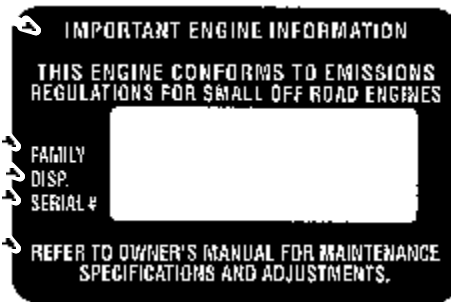 IMPORTANT ENGINE INFORMATION
THIS ENGINE CONFORMS TO EMISSIONS
REGULATIONS FOR SMALL OFF ROAD ENGINES
FAMILY
DISP.
SERIAL #
REFER TO OWNER'S MANUAL FOR MAINTENANCE
SPECIFICATIONS AND ADJUSTMENTS.